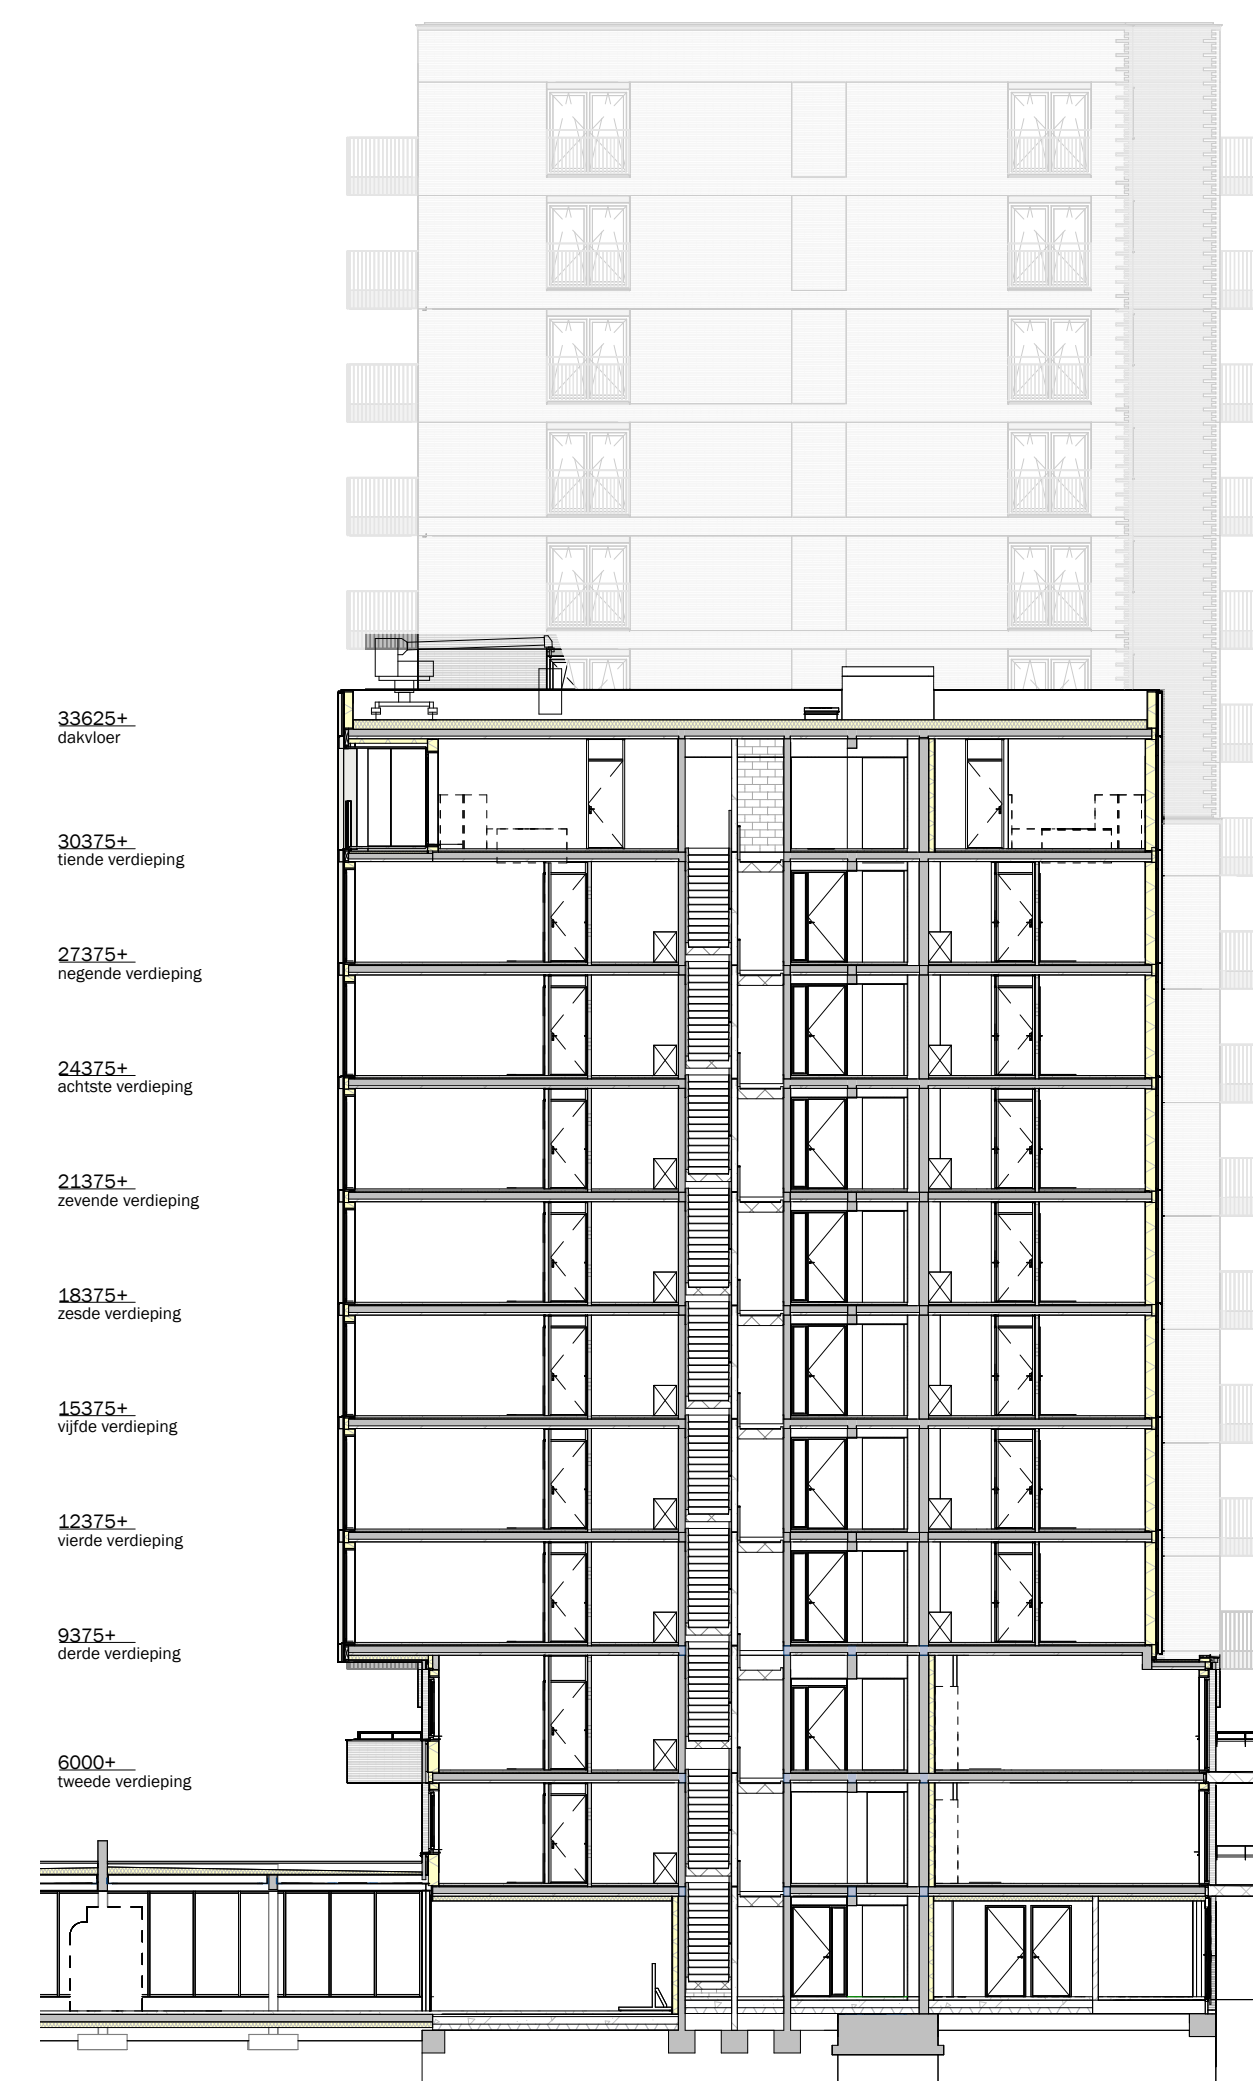 33625+
dakvloer
30375+
tiende verdieping
27375+
negende verdieping
24375+
achtste verdieping
21375+
zevende verdieping
18375+
zesde verdieping
15375+
vijfde verdieping
12375+
vierde verdieping
9375+
derde verdieping
6000+
tweede verdieping